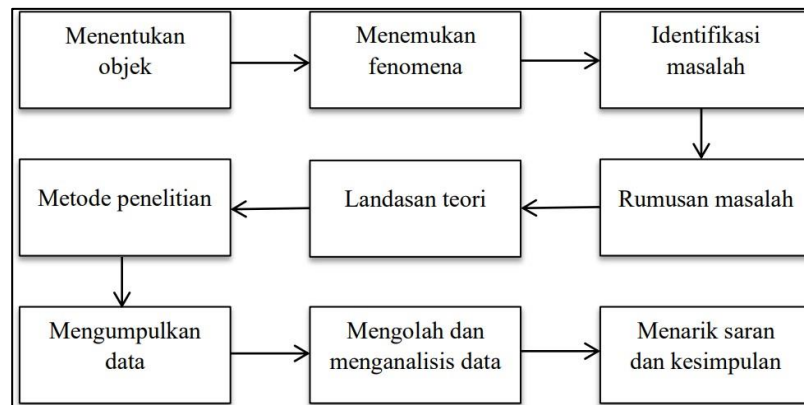 Menentukan
objek
Menemukan
fenomena
Identifikasi
masalah
Rumusan masalah
Landasan teori
Metode penelitian
Mengumpulkan
data
Mengolah dan
menganalisis data
Menarik saran
dan kesimpulan